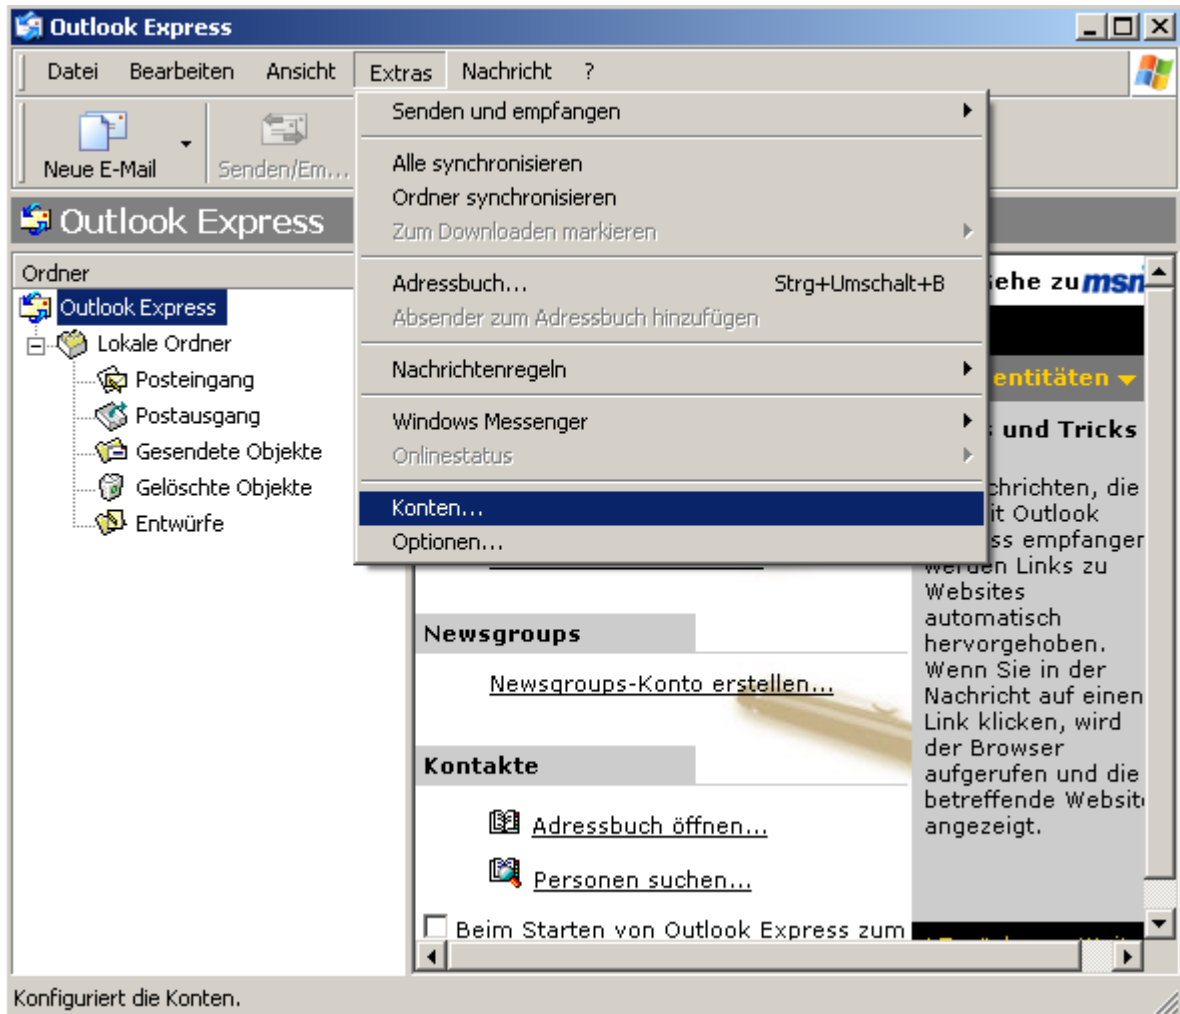 Outlook Express
Datei Bearbeiten Ansicht Extras Nachricht ?
Neue E-Mail Senden/Em...
Outlook Express
Senden und empfangen
Alle synchronisieren
Ordner synchronisieren
Zum Downloaden markieren
Adressbuch... Strg+Umschalt+B
Absender zum Adressbuch hinzufügen
Nachrichtenregeln
Windows Messenger
Onlinestatus
Konten...
Optionen...
Ordner
Outlook Express
Lokale Ordner
Posteingang
Postausgang
Gesendete Objekte
Gelöschte Objekte
Entwürfe
Newsgroups
Newsgroups-Konto erstellen...
Kontakte
Adressbuch öffnen...
Personen suchen...
Beim Starten von Outlook Express zum
ehe zu msn
entitäten
und Tricks
chrichten, die
it Outlook
ss empfangen
werden Links zu
Websites
automatisch
hervorgehoben.
Wenn Sie in der
Nachricht auf einen
Link klicken, wird
der Browser
aufgerufen und die
betreffende Website
angezeigt.
Konfiguriert die Konten.